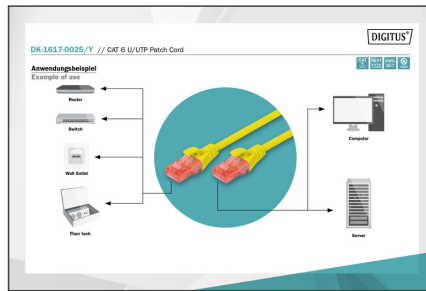 DIGITUS®
DK-1617-0025/Y // CAT 6 U/UTP Patch Cord
Anwendungsbeispiel
Example of use
Router
Switch
Wall Outlet
Floor tank
Computer
Server